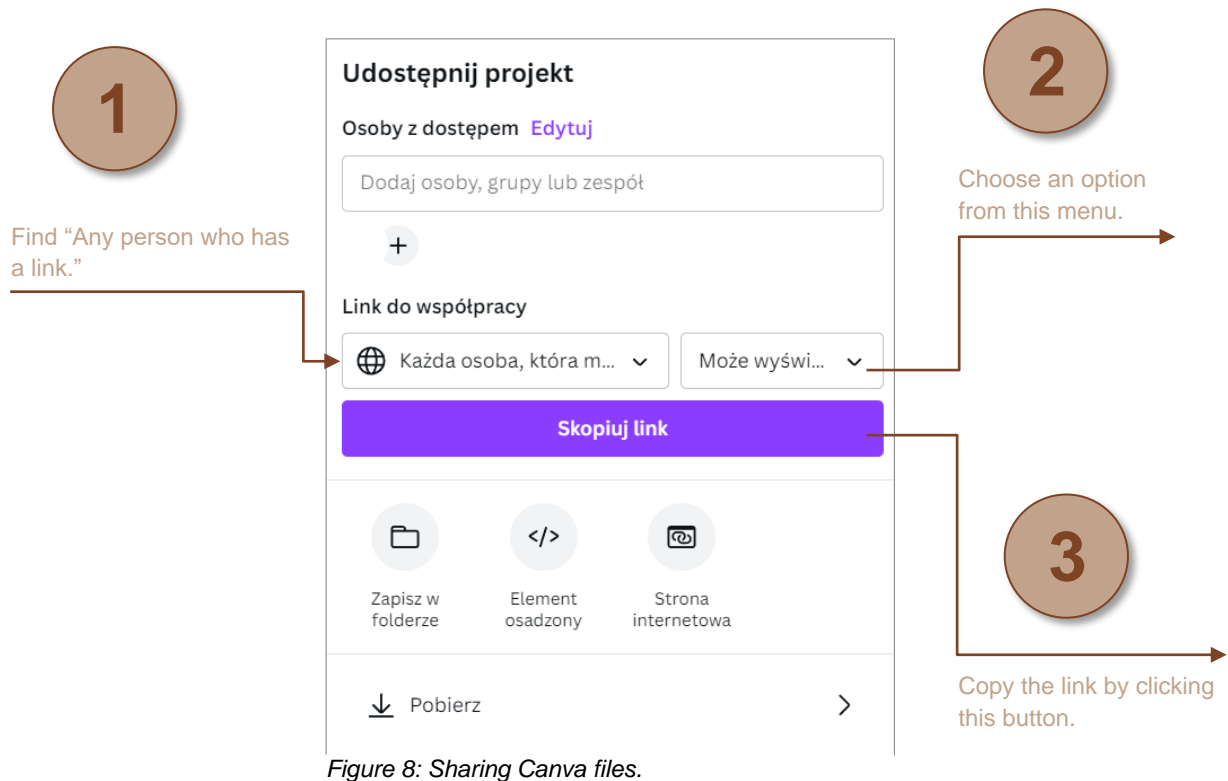 1
Find “Any person who has
a link.”
Udostępnij projekt
Osoby z dostępem Edytuj
Dodaj osoby, grupy lub zespół
+
Link do współpracy
Każda osoba, która m...
Może wyświ...
Skopiuj link
</>
Zapisz w
folderze
Element
osadzony
Strona
internetowa
Pobierz
2
Choose an option
from this menu.
3
Copy the link by clicking
this button.
Figure 8: Sharing Canva files.